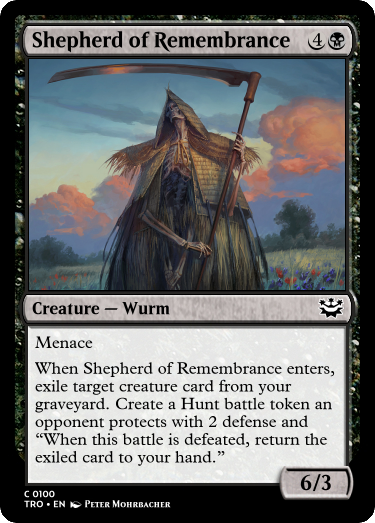 Shepherd of Remembrance 4
Creature — Wurm
Menace
When Shepherd of Remembrance enters,
exile target creature card from your
graveyard. Create a Hunt battle token an
opponent protects with 2 defense and
“When this battle is defeated, return the
exiled card to your hand.”
6/3
C 0100
TRO • EN Peter Mohrbacher